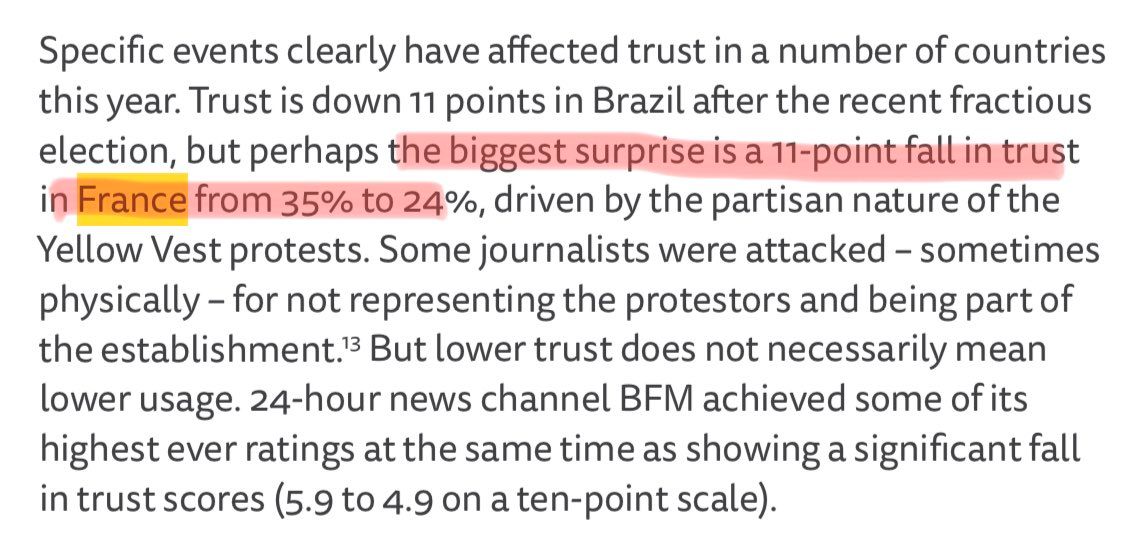 Specific events clearly have affected trust in a number of countries
this year. Trust is down 11 points in Brazil after the recent fractious
election, but perhaps the biggest surprise is a 11-point fall in trust
in France from 35% to 24%, driven by the partisan nature of the
Yellow Vest protests. Some journalists were attacked – sometimes
physically – for not representing the protestors and being part of
the establishment.¹³ But lower trust does not necessarily mean
lower usage. 24-hour news channel BFM achieved some of its
highest ever ratings at the same time as showing a significant fall
in trust scores (5.9 to 4.9 on a ten-point scale).